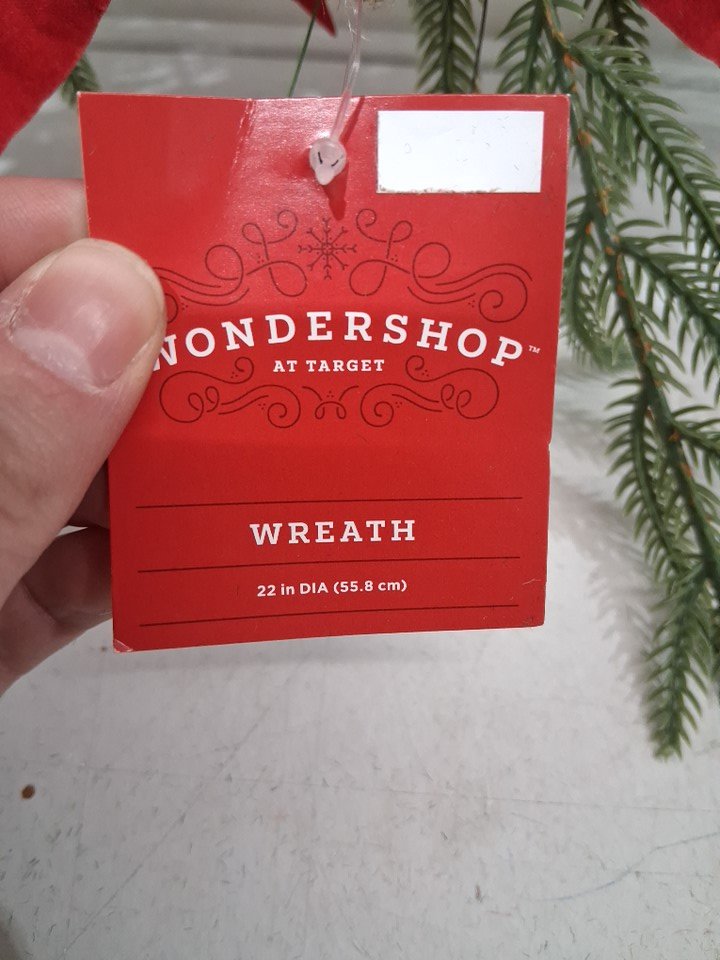 WONDERSHOP™
AT TARGET
WREATH
22 in DIA (55.8 cm)